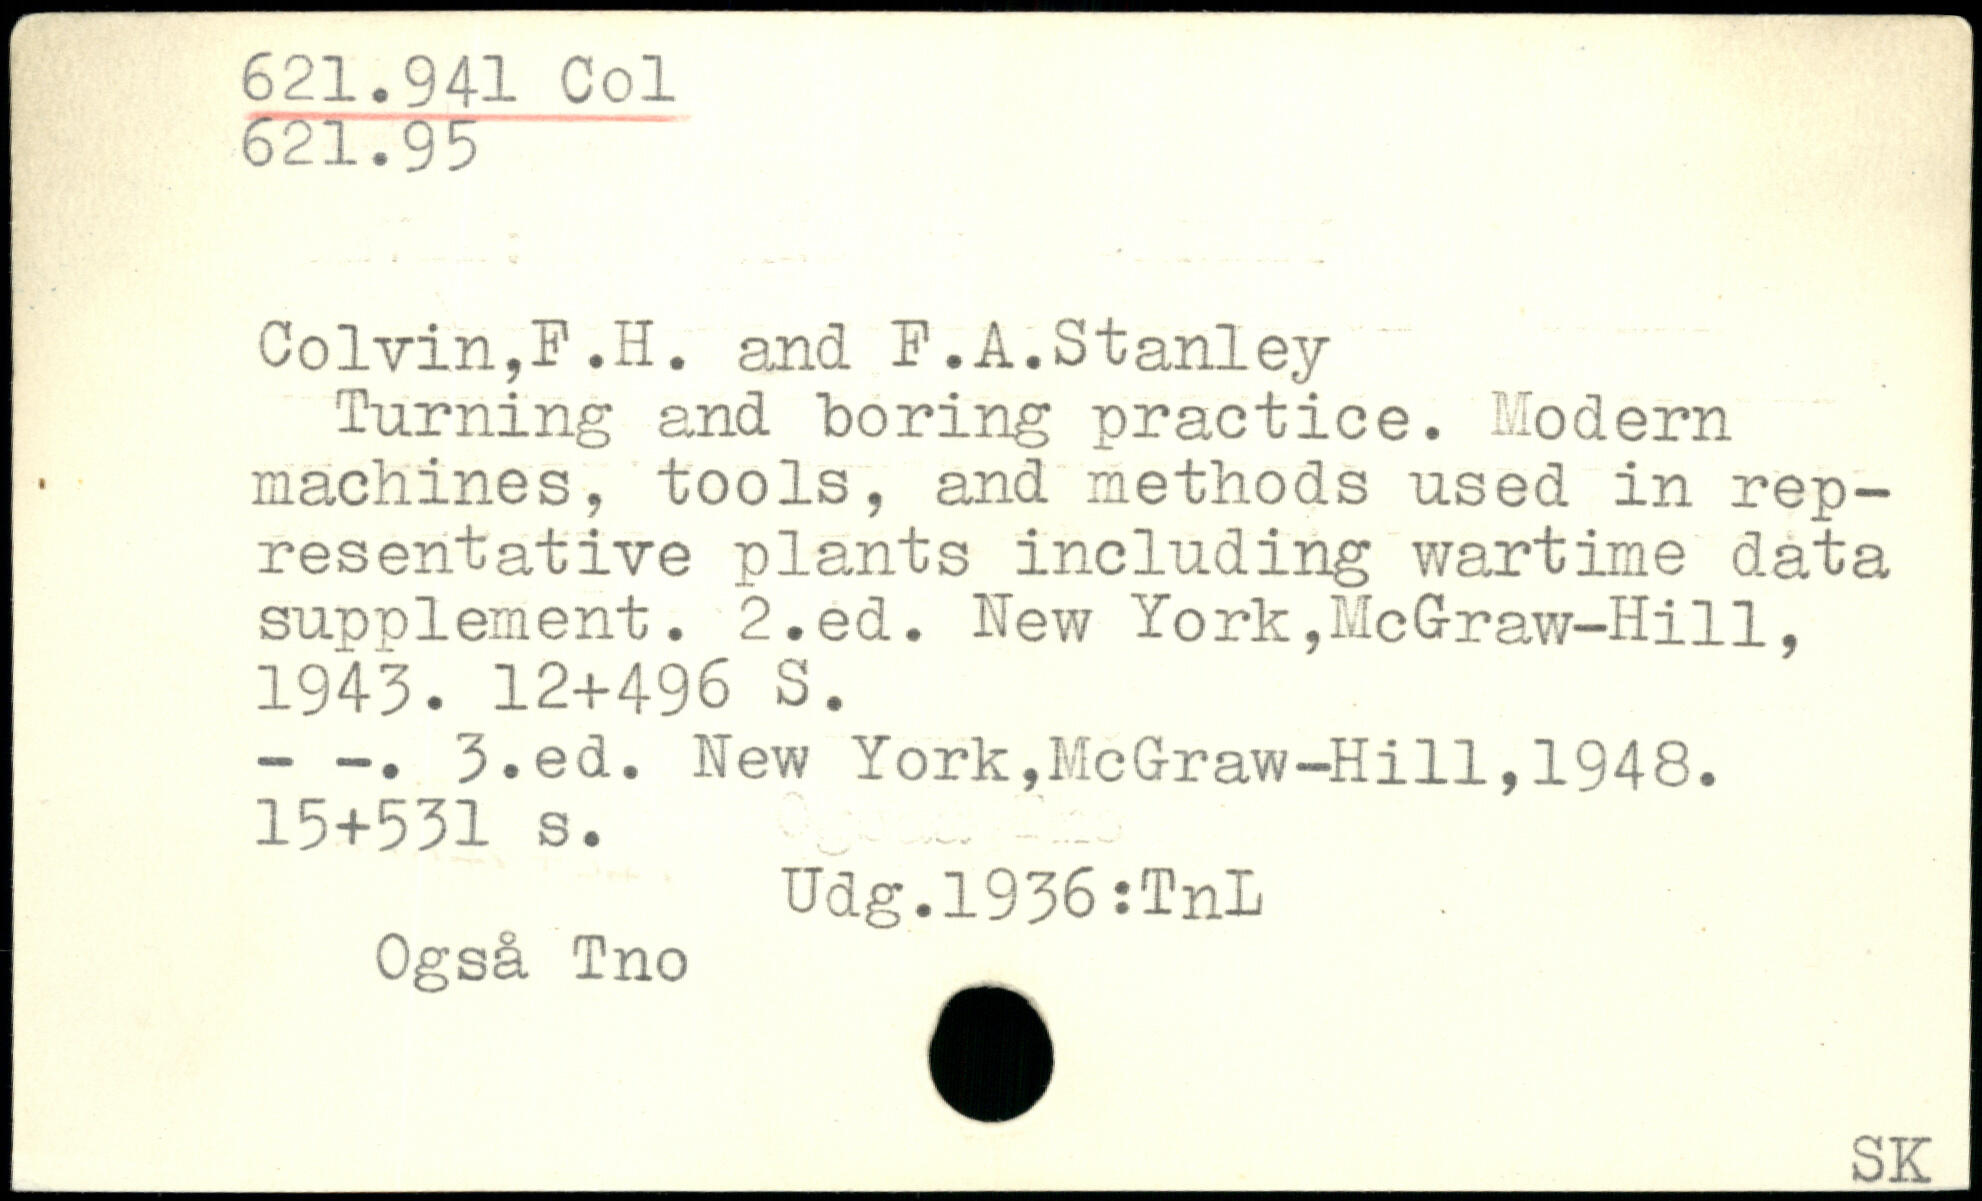 621.941 Col
621.95
Colvin,F.H. and F.A.Stanley
Turning and boring practice. Modern
machines, tools, and methods used in rep-
resentative plants including wartime data
supplement. 2.ed. New York,McGraw-Hill,
1943. 12+496 S.
- -. 3.ed. New York,McGraw-Hill,1948.
15+531 s.
Udg.1936:TnL
Også Tno
SK